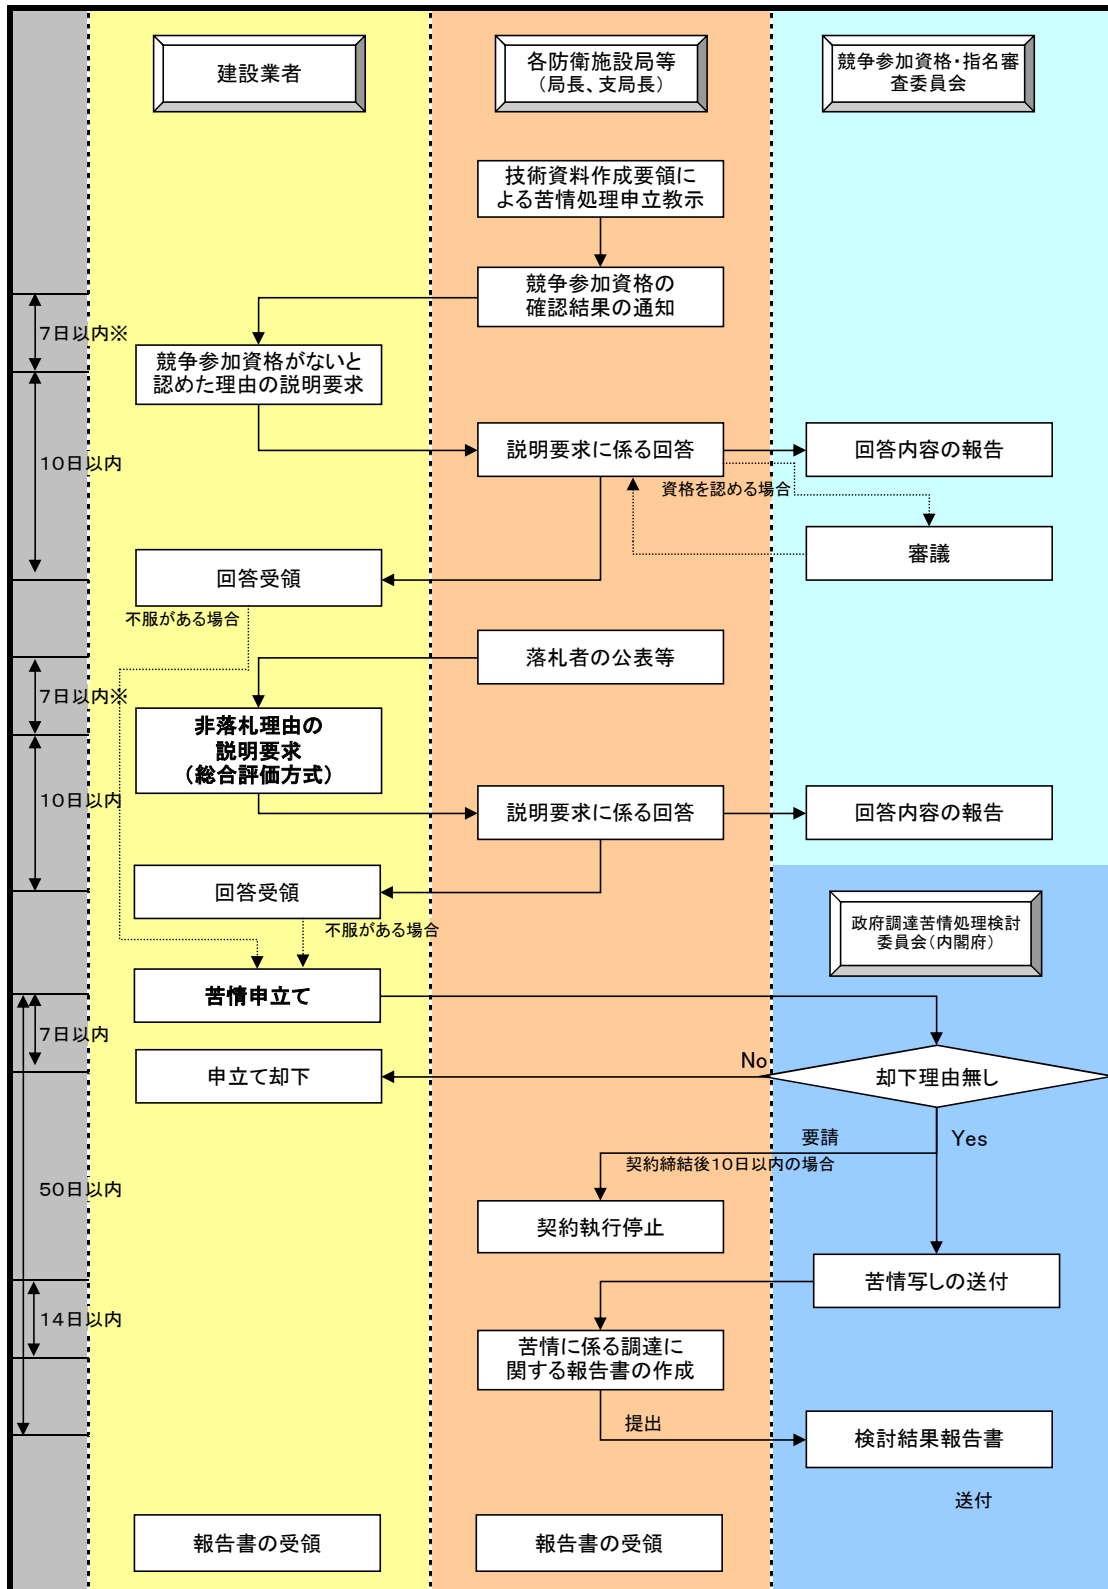 建設業者
各防衛施設局等
（局長、支局長）
競争参加資格・指名審
査委員会
技術資料作成要領に
よる苦情処理申立教示
競争参加資格の
確認結果の通知
7日以内※
競争参加資格がないと
認めた理由の説明要求
10日以内
説明要求に係る回答
回答内容の報告
資格を認める場合
審議
回答受領
不服がある場合
落札者の公表等
7日以内※
非落札理由の
説明要求
（総合評価方式）
10日以内
説明要求に係る回答
回答内容の報告
回答受領
不服がある場合
政府調達苦情処理検討
委員会（内閣府）
苦情申立て
7日以内
申立て却下
No
却下理由無し
要請
Yes
契約締結後10日以内の場合
50日以内
契約執行停止
苦情写しの送付
14日以内
苦情に係る調達に
関する報告書の作成
提出
検討結果報告書
送付
報告書の受領
報告書の受領